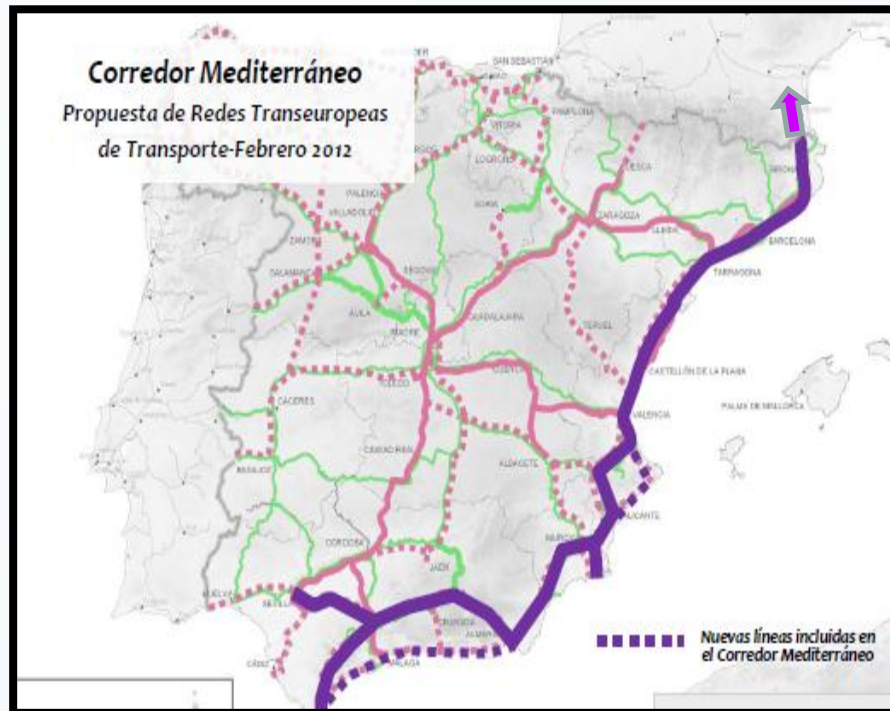 Corredor Mediterráneo
Propuesta de Redes Transeuropeas
de Transporte-Febrero 2012
SAN SEBASTIÁN
PAMPLONA
VITORIA
LOGROÑO
PALENCIA
VALLADOLID
SORIA
ZARAGOZA
LLEIDA
BARCELONA
TARRAGONA
ZAMORA
SALAMANCA
SEGOVIA
ÁVILA
GUADALAJARA
TERUEL
CUENCA
TOLEDO
CASTELLÓN DE LA PLANA
PALMA DE MALLORCA
VALENCIA
CÁCERES
CIUDAD REAL
ALBACETE
BADAJOZ
ALICANTE
MURCIA
CÓRDOBA
JAÉN
HUELVA
SEVILLA
GRANADA
ALMERÍA
MÁLAGA
CÁDIZ
Nuevas líneas incluidas en
el Corredor Mediterráneo